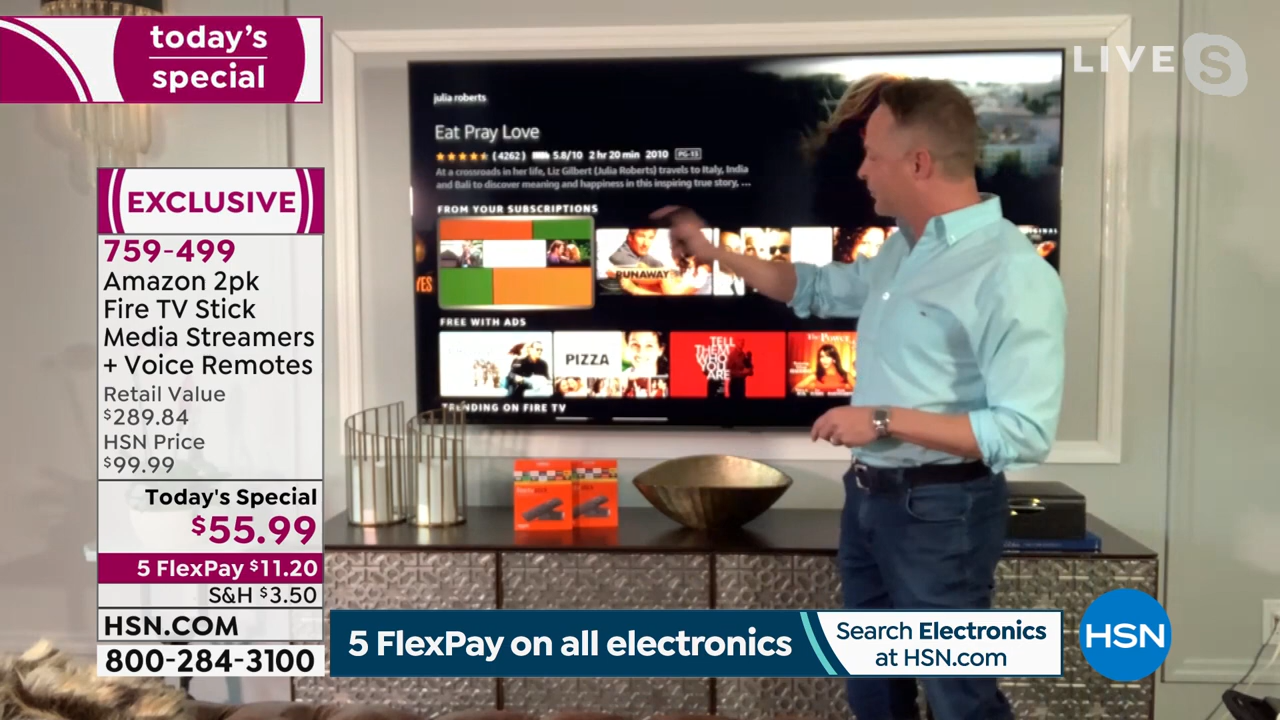 today's
special
LIVE S
EXCLUSIVE
759-499
Amazon 2pk
Fire TV Stick
Media Streamers
+ Voice Remotes
Retail Value
$289.84
HSN Price
$99.99
Today's Special
$55.99
5 FlexPay $11.20
S&H $3.50
HSN.COM
800-284-3100
julia roberts
Eat Pray Love
(4262) 5.8/10 2 hr 20 min 2010 PG-13
At a crossroads in her life, Liz Gilbert (Julia Roberts) travels to Italy, India
and Bali to discover meaning and happiness in this inspiring true story, ...
FROM YOUR SUBSCRIPTIONS
RUNAWAY
FREE WITH ADS
PIZZA
TELL
THEM
WHO
YOU
ARE
TRENDING ON FIRE TV
5 FlexPay on all electronics
Search Electronics
at HSN.com
HSN